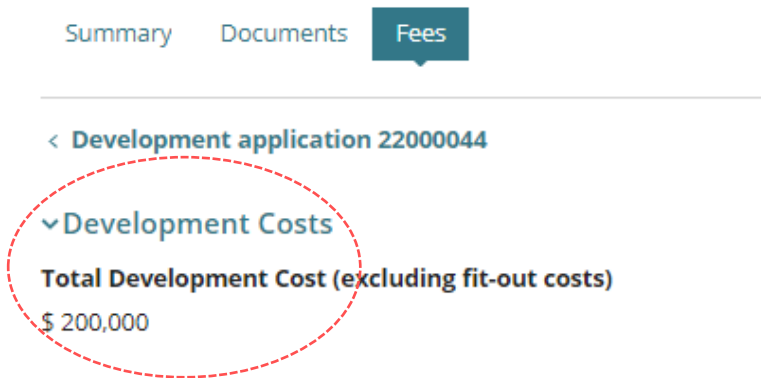 Summary Documents Fees
< Development application 22000044
Development Costs
Total Development Cost (excluding fit-out costs)
$ 200,000